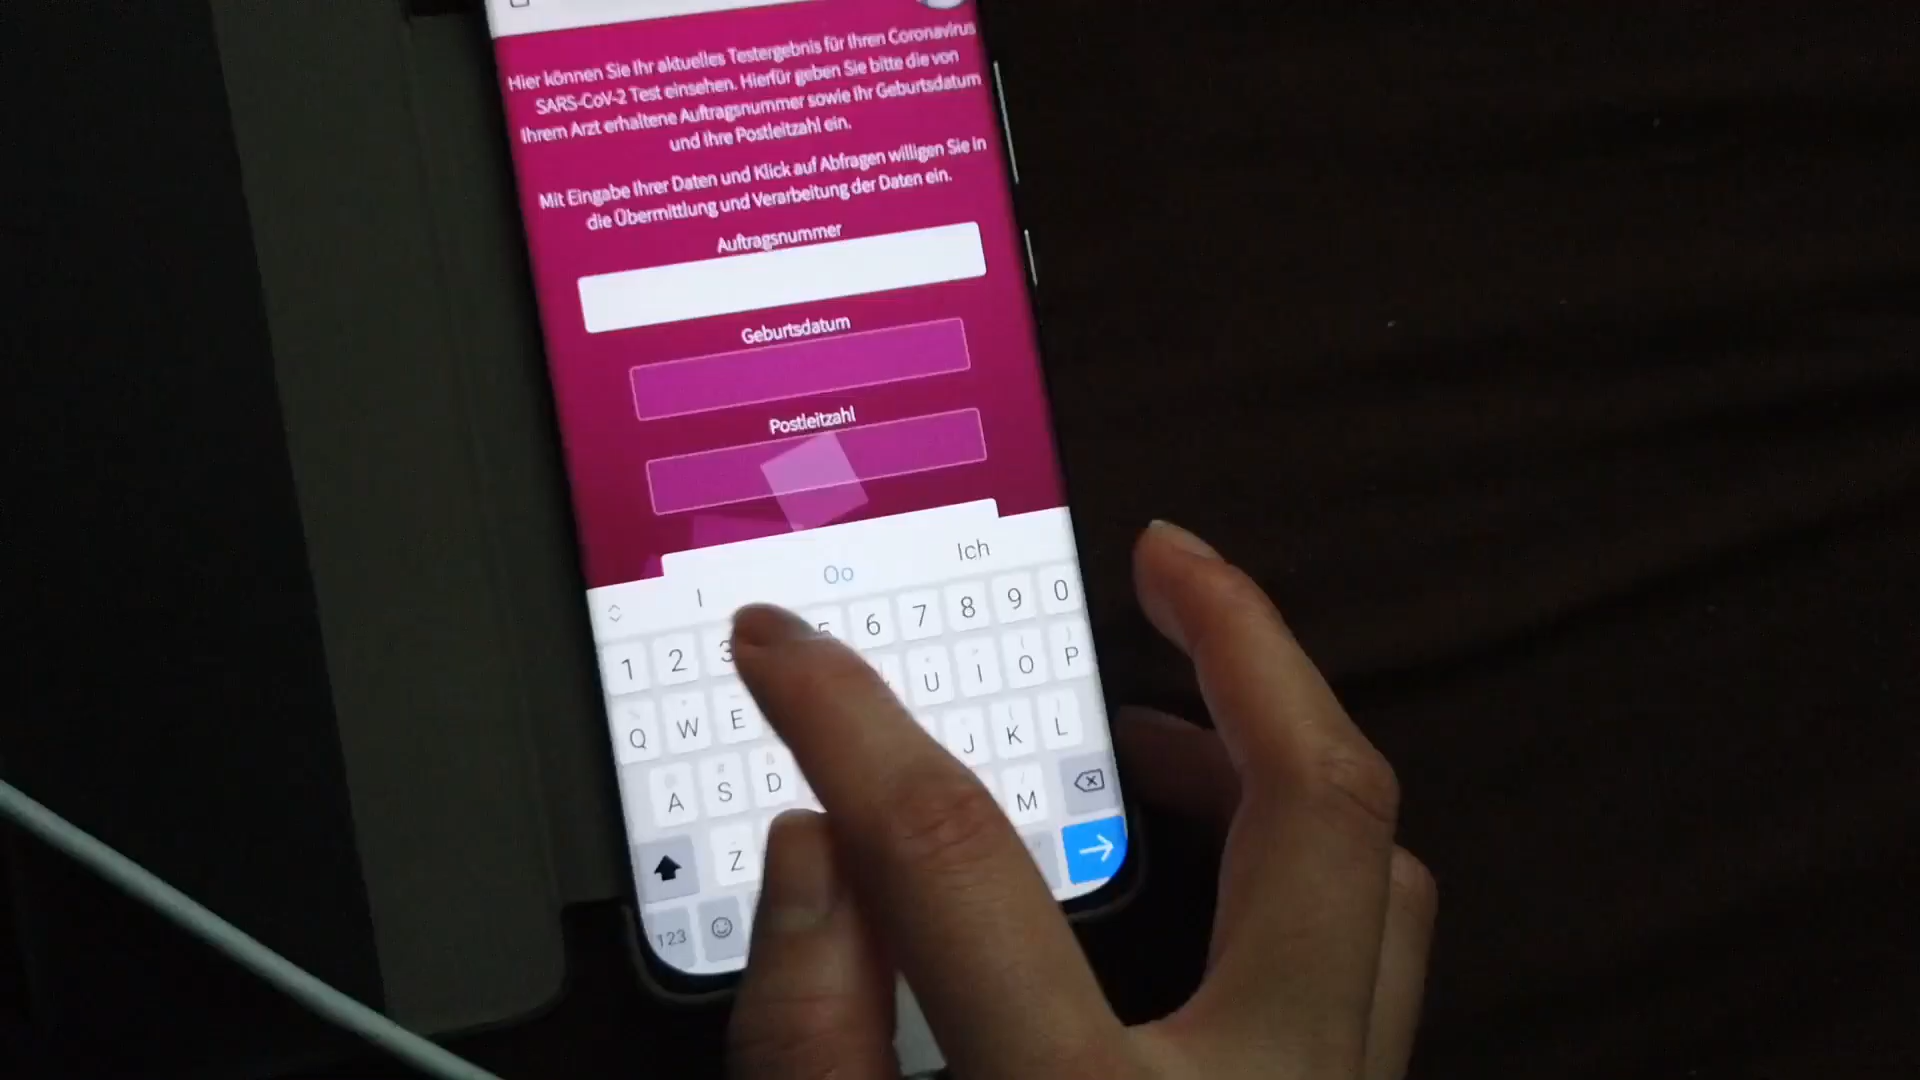 Hier können Sie Ihr aktuelles Testergebnis für Ihren Coronavirus
SARS-CoV-2 Test einsehen. Hierfür geben Sie bitte die von
Ihrem Arzt erhaltene Auftragsnummer sowie Ihr Geburtsdatum
und Ihre Postleitzahl ein.
Mit Eingabe Ihrer Daten und Klick auf Abfragen willigen Sie in
die Übermittlung und Verarbeitung der Daten ein.
Auftragsnummer
Geburtsdatum
Postleitzahl
I Oo Ich
1 2 3 5 6 7 8 9 0
Q W E U I O P
A S D J K L
Z M
123